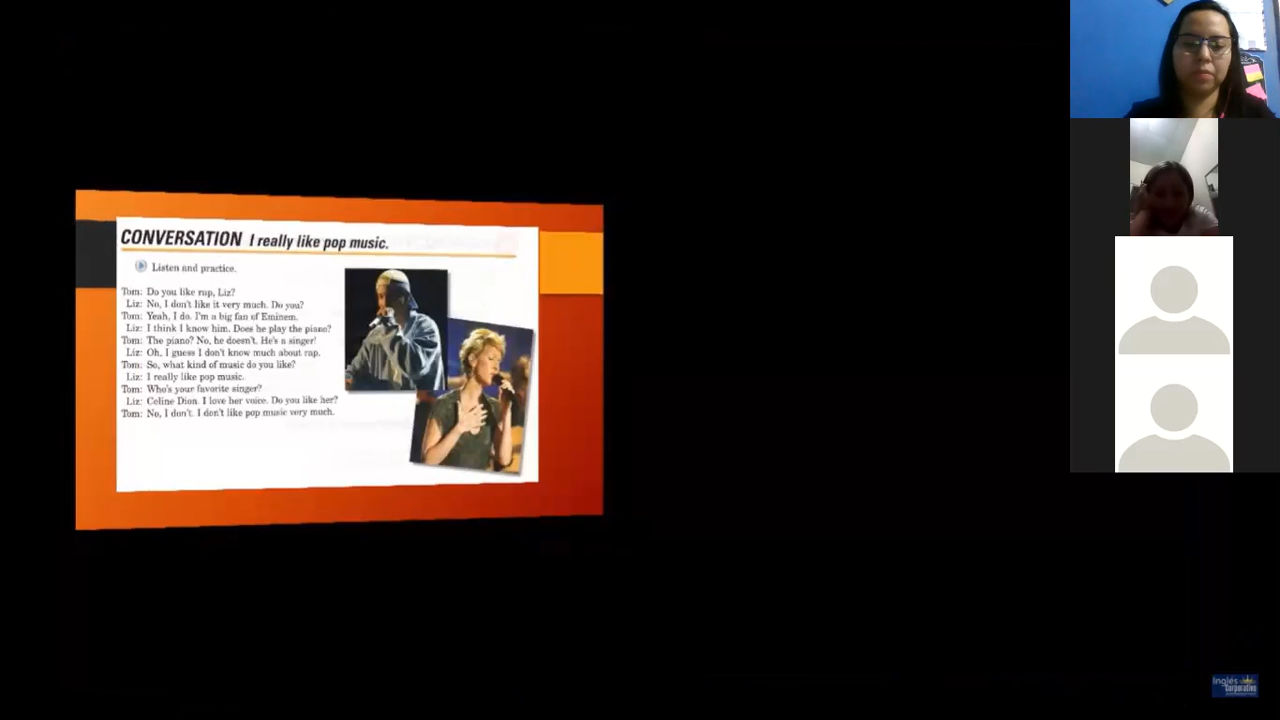 CONVERSATION I really like pop music.
Listen and practice.
Tom: Do you like rap, Liz?
Liz: No, I don't like it very much. Do you?
Tom: Yeah, I do. I'm a big fan of Eminem.
Liz: I think I know him. Does he play the piano?
Tom: The piano? No, he doesn't. He's a singer!
Liz: Oh, I guess I don't know much about rap.
Tom: So, what kind of music do you like?
Liz: I really like pop music.
Tom: Who's your favorite singer?
Liz: Celine Dion. I love her voice. Do you like her?
Tom: No, I don't. I don't like pop music very much.
Inglés
Corporativo